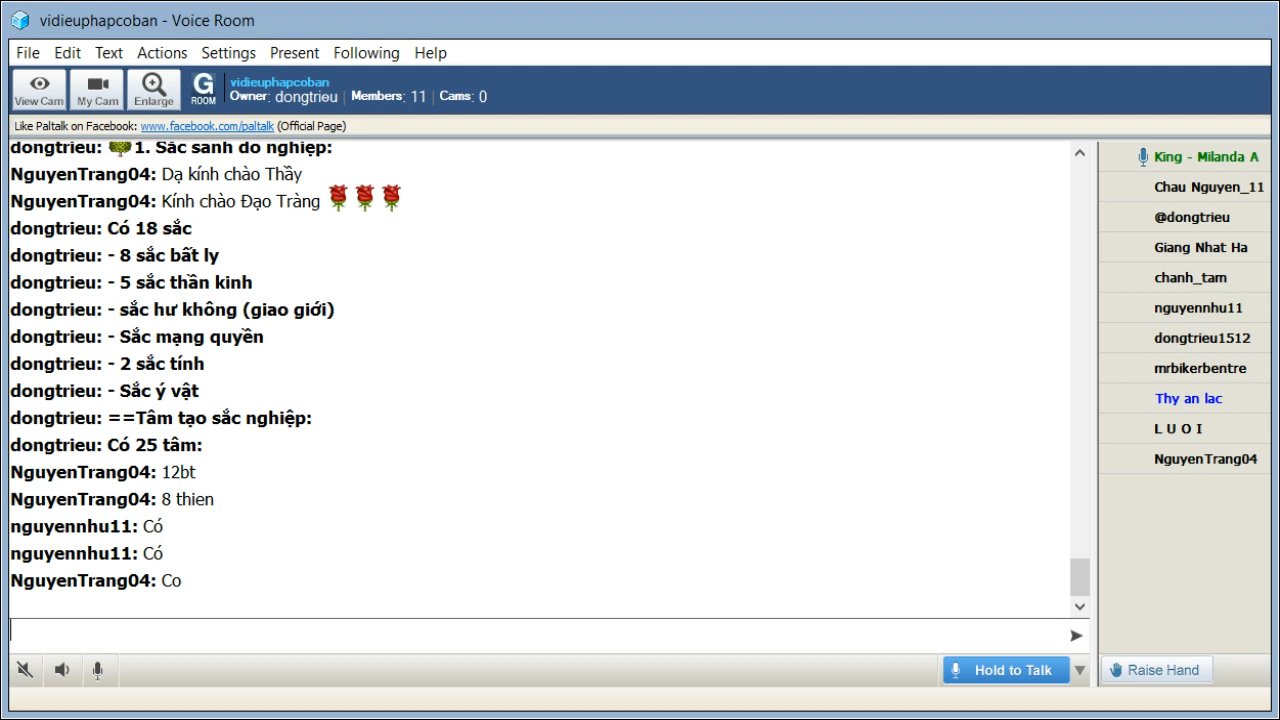 vidieuphapcoban - Voice Room
File Edit Text Actions Settings Present Following Help
View Cam
My Cam
Enlarge
G ROOM
vidieuphapcoban
Owner: dongtrieu | Members: 11 | Cams: 0
Like Paltalk on Facebook: www.facebook.com/paltalk (Official Page)
dongtrieu: 1. Sắc sanh do nghiệp:
NguyenTrang04: Dạ kính chào Thầy
NguyenTrang04: Kính chào Đạo Tràng
dongtrieu: Có 18 sắc
dongtrieu: - 8 sắc bất ly
dongtrieu: - 5 sắc thần kinh
dongtrieu: - sắc hư không (giao giới)
dongtrieu: - Sắc mạng quyền
dongtrieu: - 2 sắc tính
dongtrieu: - Sắc ý vật
dongtrieu: ==Tâm tạo sắc nghiệp:
dongtrieu: Có 25 tâm:
NguyenTrang04: 12bt
NguyenTrang04: 8 thien
nguyennhu11: Có
nguyennhu11: Có
NguyenTrang04: Co
King - Milanda A
Chau Nguyen_11
@dongtrieu
Giang Nhat Ha
chanh_tam
nguyennhu11
dongtrieu1512
mrbikerbentre
Thy an lac
L U O I
NguyenTrang04
Hold to Talk
Raise Hand